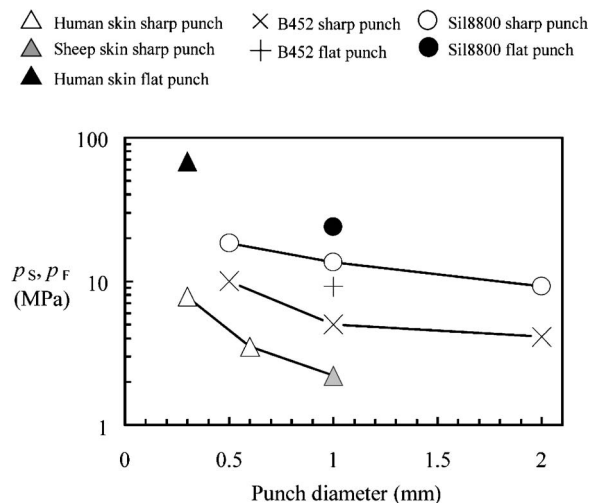 Human skin sharp punch
B452 sharp punch
Sil8800 sharp punch
Sheep skin sharp punch
B452 flat punch
Sil8800 flat punch
Human skin flat punch
100
10
1
pS, pF
(MPa)
0 0.5 1 1.5 2
Punch diameter (mm)